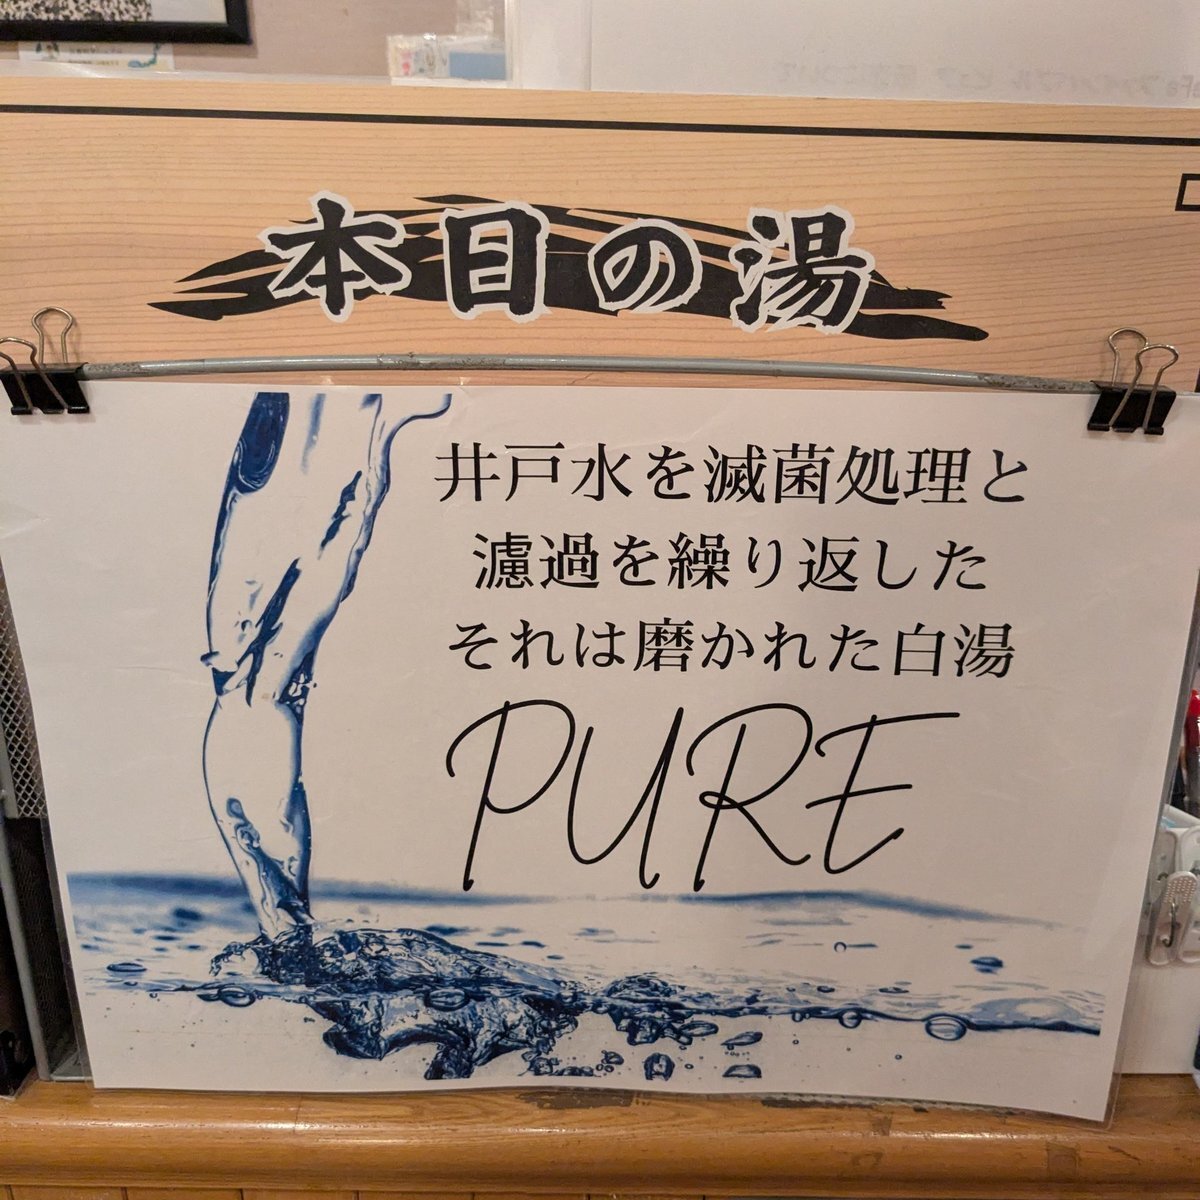 本日の湯
井戸水を滅菌処理と
濾過を繰り返した
それは磨かれた白湯
PURE